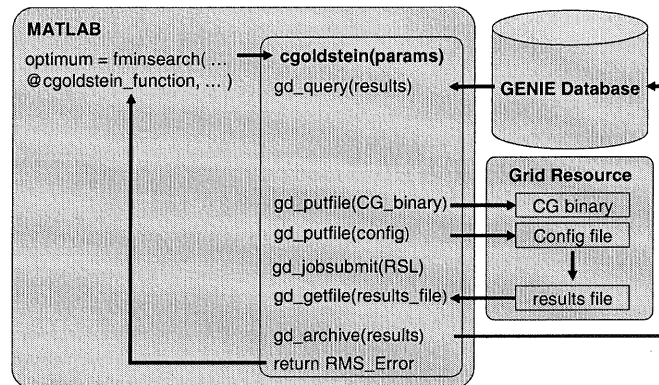 MATLAB
optimum = fminsearch( ...
@cgoldstein_function, ... )
cgoldstein(params)
gd_query(results)
gd_putfile(CG_binary)
gd_putfile(config)
gd_jobsubmit(RSL)
gd_getfile(results_file)
gd_archive(results)
return RMS_Error
GENIE Database
Grid Resource
CG binary
Config file
results file